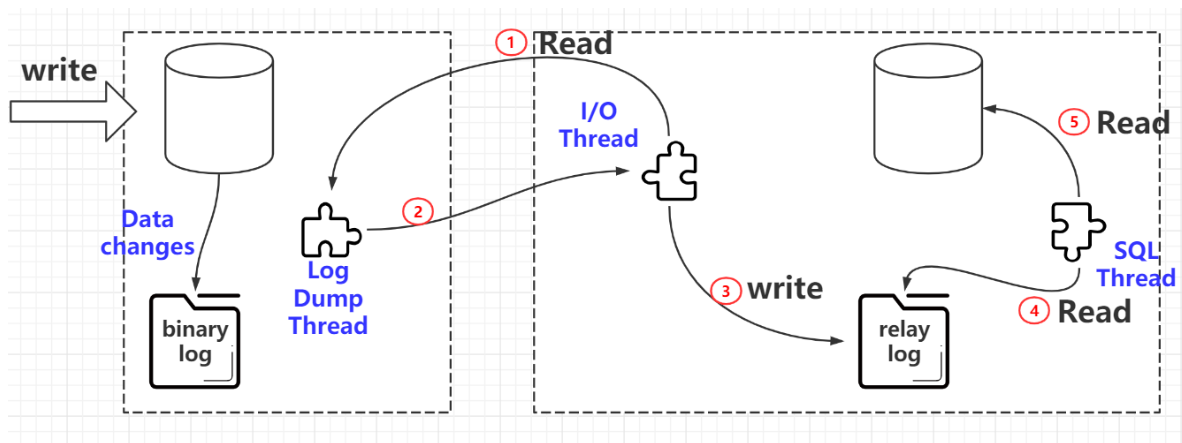 write
Data
changes
binary
log
Log
Dump
Thread
1 Read
2
I/O
Thread
3 write
relay
log
4 Read
5 Read
SQL
Thread